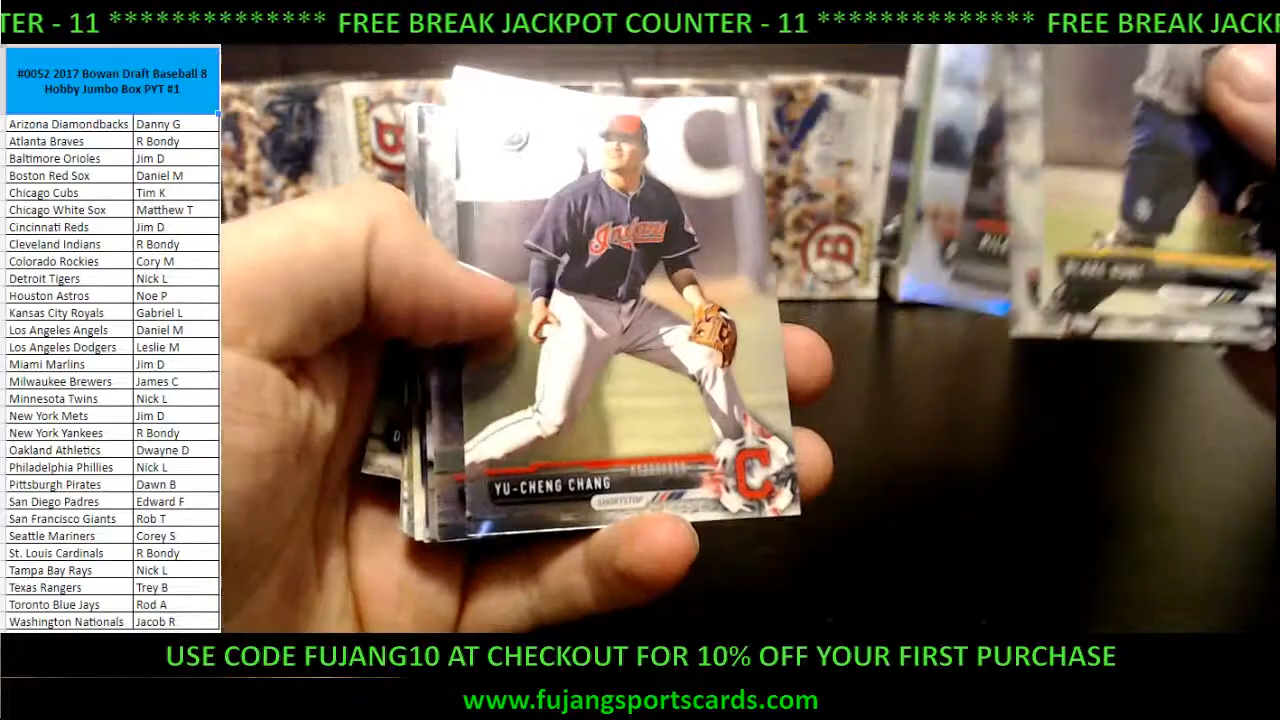 TER - 11 ************** FREE BREAK JACKPOT COUNTER - 11 ************** FREE BREAK JACKP
#0052 2017 Bowan Draft Baseball 8
Hobby Jumbo Box PYT #1
Arizona Diamondbacks Danny G
Atlanta Braves R Bondy
Baltimore Orioles Jim D
Boston Red Sox Daniel M
Chicago Cubs Tim K
Chicago White Sox Matthew T
Cincinnati Reds Jim D
Cleveland Indians R Bondy
Colorado Rockies Cory M
Detroit Tigers Nick L
Houston Astros Noe P
Kansas City Royals Gabriel L
Los Angeles Angels Daniel M
Los Angeles Dodgers Leslie M
Miami Marlins Jim D
Milwaukee Brewers James C
Minnesota Twins Nick L
New York Mets Jim D
New York Yankees R Bondy
Oakland Athletics Dwayne D
Philadelphia Phillies Nick L
Pittsburgh Pirates Dawn B
San Diego Padres Edward F
San Francisco Giants Rob T
Seattle Mariners Corey S
St. Louis Cardinals R Bondy
Tampa Bay Rays Nick L
Texas Rangers Trey B
Toronto Blue Jays Rod A
Washington Nationals Jacob R
Indians
YU-CHENG CHANG
SHORTSTOP
C
B
B
USE CODE FUJANG10 AT CHECKOUT FOR 10% OFF YOUR FIRST PURCHASE
www.fujangsportscards.com